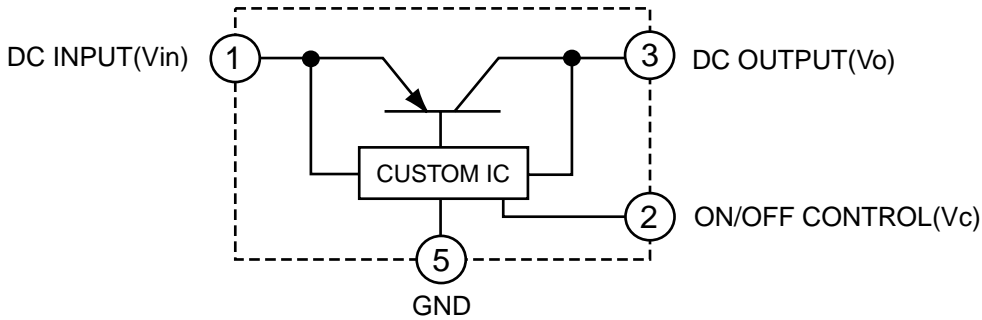 DC INPUT(Vin) 1 3 DC OUTPUT(Vo)
CUSTOM IC
2 ON/OFF CONTROL(Vc)
5
GND